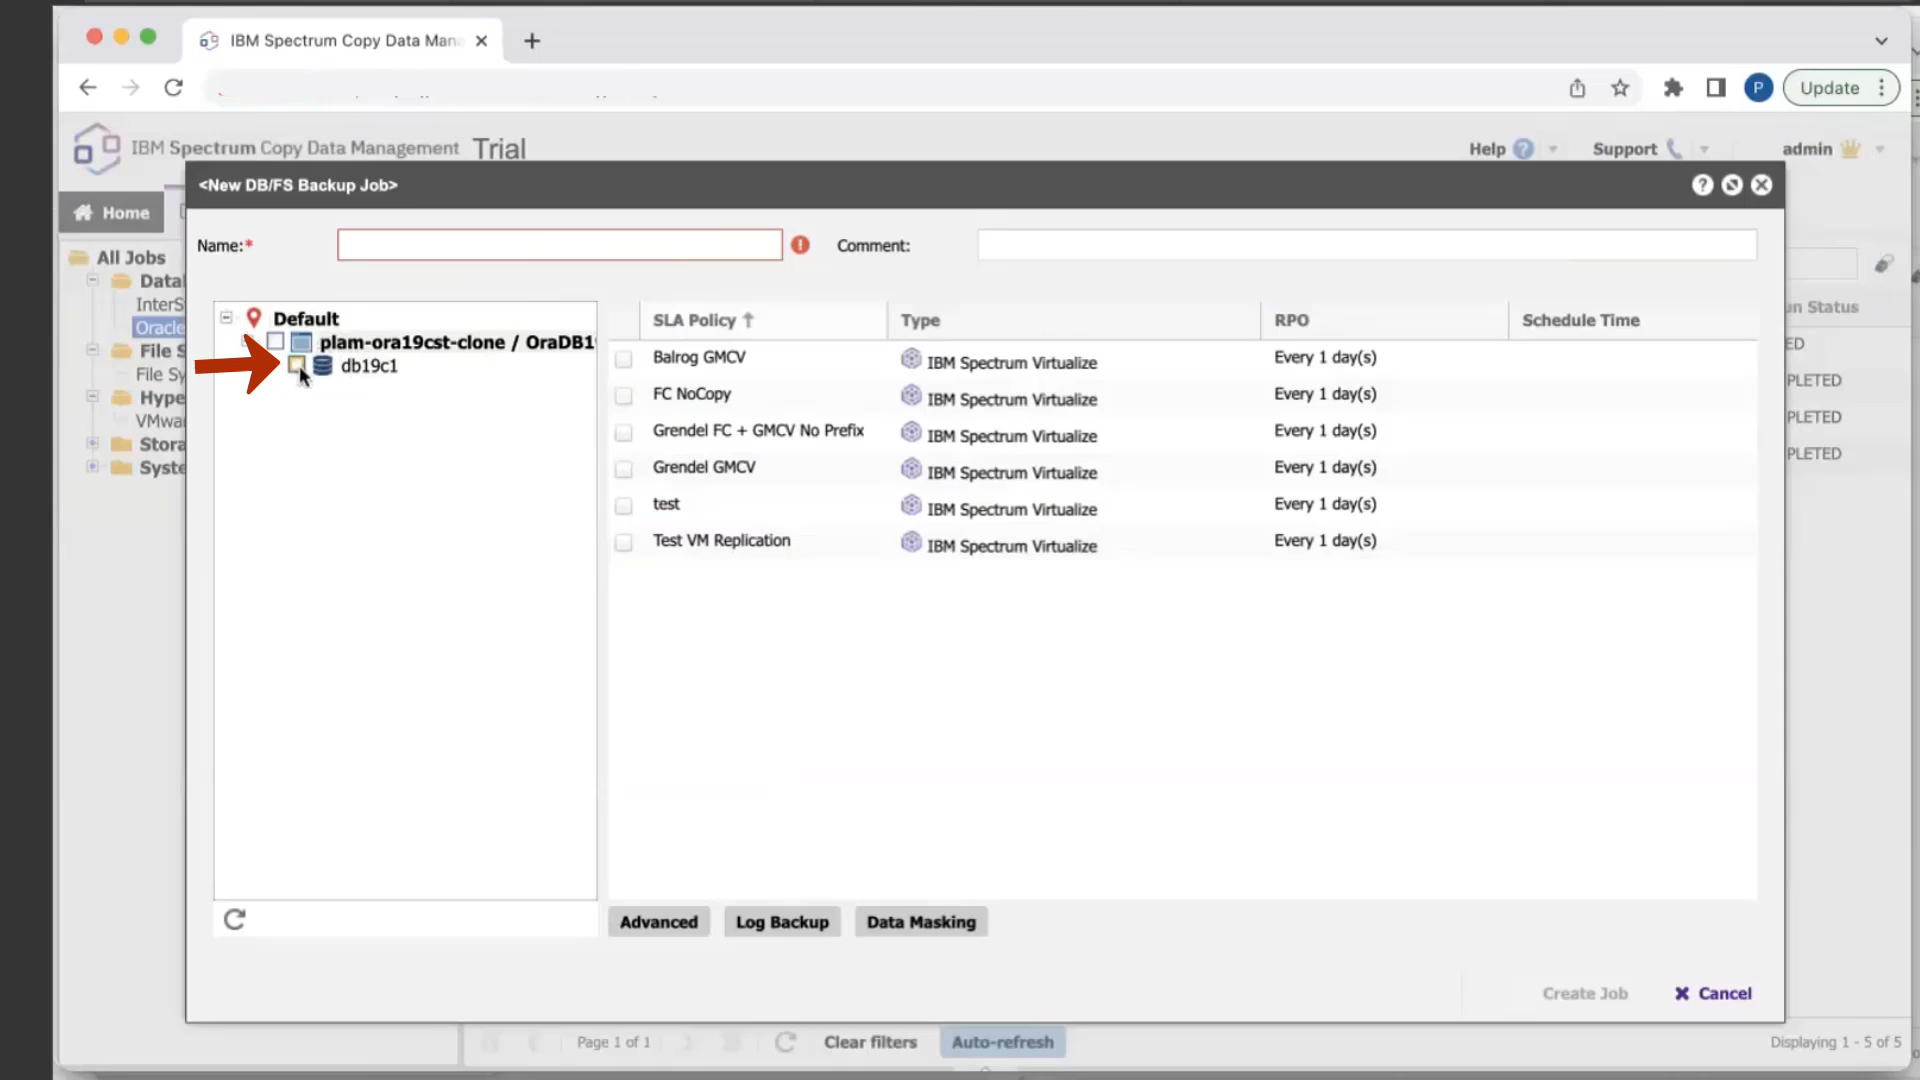 IBM Spectrum Copy Data Man
P
Update
IBM Spectrum Copy Data Management Trial
Help ?
Support
admin
<New DB/FS Backup Job>
?
Home
Name:*
!
Comment:
All Jobs
Datal
InterS
Oracle
File S
File Sy
Hype
VMwa
Stora
Syste
Default
plam-ora19cst-clone / OraDB1
db19c1
SLA Policy ↑ Type RPO Schedule Time
Balrog GMCV IBM Spectrum Virtualize Every 1 day(s)
FC NoCopy IBM Spectrum Virtualize Every 1 day(s)
Grendel FC + GMCV No Prefix IBM Spectrum Virtualize Every 1 day(s)
Grendel GMCV IBM Spectrum Virtualize Every 1 day(s)
test IBM Spectrum Virtualize Every 1 day(s)
Test VM Replication IBM Spectrum Virtualize Every 1 day(s)
un Status
ED
PLETED
PLETED
PLETED
Advanced Log Backup Data Masking
Create Job Cancel
Page 1 of 1
Clear filters
Auto-refresh
Displaying 1 - 5 of 5